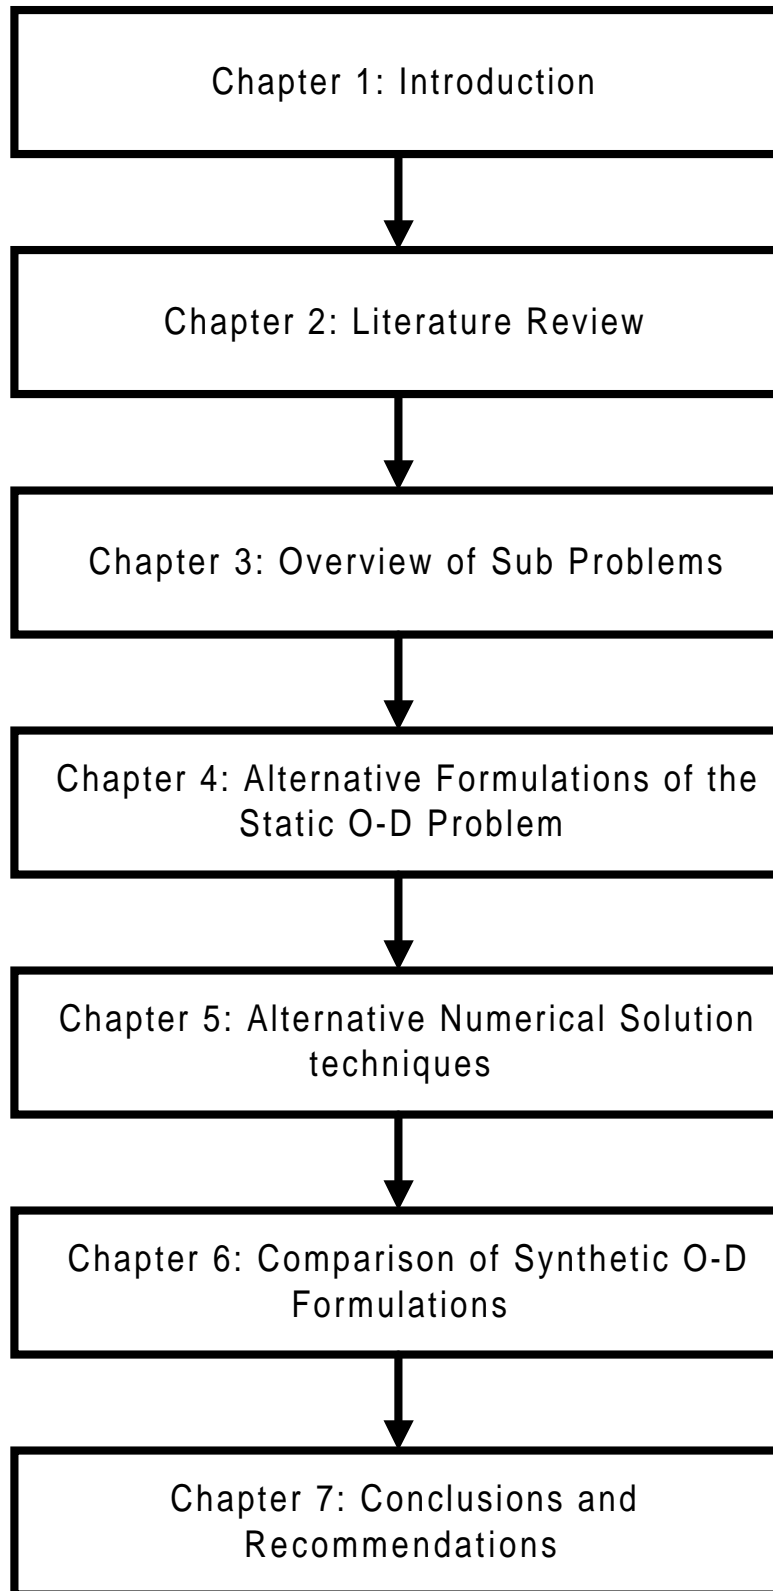 Chapter 1: Introduction
Chapter 2: Literature Review
Chapter 3: Overview of Sub Problems
Chapter 4: Alternative Formulations of the
Static O-D Problem
Chapter 5: Alternative Numerical Solution
techniques
Chapter 6: Comparison of Synthetic O-D
Formulations
Chapter 7: Conclusions and
Recommendations